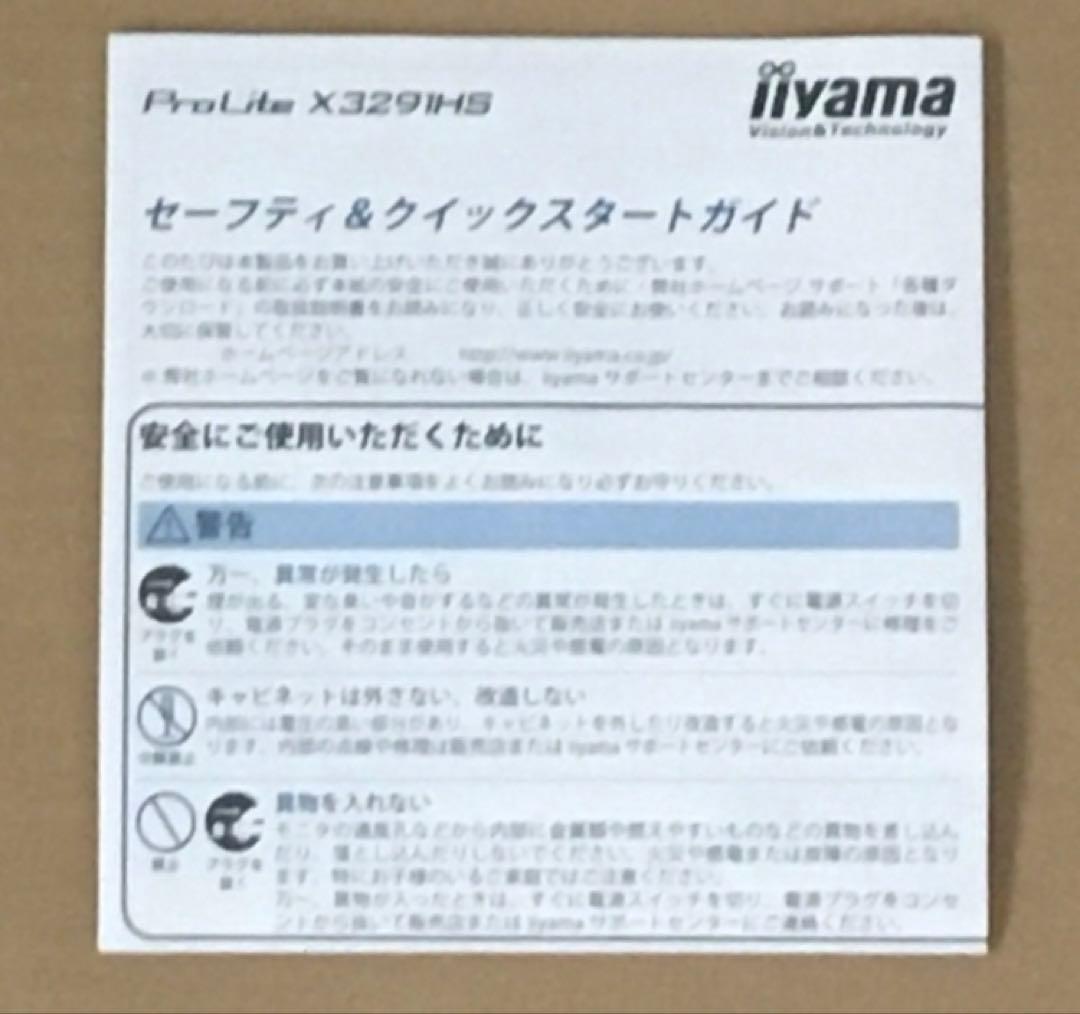 ProLite X3291HS
iiyama
Vision&Technology
セーフティ&クイックスタートガイド
このたびは本製品をお買い上げいただき誠にありがとうございます。
ご使用になる前に必ず本紙の安全にご使用いただくために・弊社ホームページ サポート「各種ダ
ウンロード」の取扱説明書をお読みになり、正しく安全にお使いください。お読みになった後は、
大切に保管してください。
ホームページアドレス http://www.iiyama.co.jp/
※ 弊社ホームページをご覧になれない場合は、iiyama サポートセンターまでご相談ください。
安全にご使用いただくために
ご使用になる前に、次の注意事項をよくお読みになり必ずお守りください。
警告
万一、異常が発生したら
煙が出る、変な臭いや音がするなどの異常が発生したときは、すぐに電源スイッチを切
り、電源プラグをコンセントから抜いて販売店または iiyama サポートセンターに修理をご
依頼ください。そのまま使用すると火災や感電の原因となります。
プラグを
抜く
キャビネットは外さない、改造しない
内部には電圧の高い部分があり、キャビネットを外したり改造すると火災や感電の原因とな
ります。内部の点検や修理は販売店または iiyama サポートセンターにご依頼ください。
分解禁止
異物を入れない
モニタの通風孔などから内部に金属類や燃えやすいものなどの異物を差し込ん
だり、落とし込んだりしないでください。火災や感電または故障の原因となり
ます。特にお子様のいるご家庭ではご注意ください。
万一、異物が入ったときは、すぐに電源スイッチを切り、電源プラグをコンセ
ントから抜いて販売店または iiyama サポートセンターにご連絡ください。
禁止
プラグを
抜く